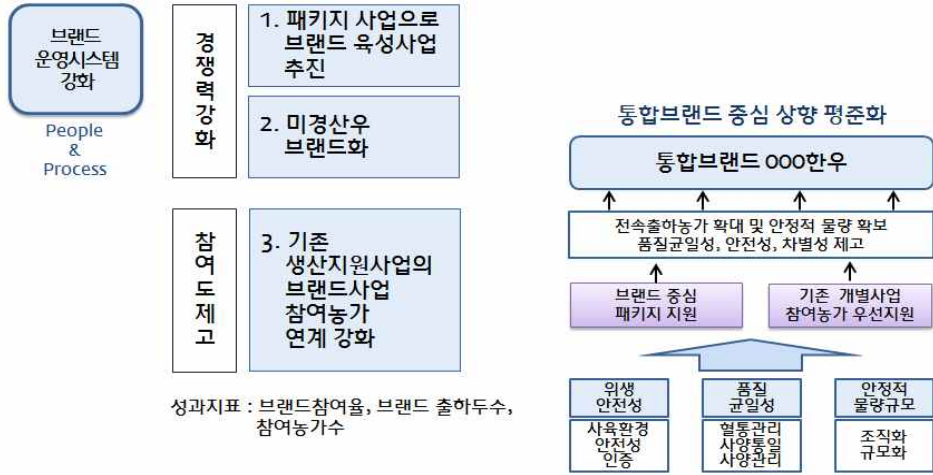 브랜드
운영시스템
강화
People
&
Process
경
쟁
력
강
화
1. 패키지 사업으로
브랜드 육성사업
추진
2. 미경산우
브랜드화
참
여
도
제
고
3. 기존
생산지원사업의
브랜드사업
참여농가
연계 강화
성과지표 : 브랜드참여율, 브랜드 출하두수,
참여농가수
통합브랜드 중심 상향 평준화
통합브랜드 OOO한우
전속출하농가 확대 및 안정적 물량 확보
품질균일성, 안전성, 차별성 제고
브랜드 중심
패키지 지원
기존 개별사업
참여농가 우선지원
위생
안전성
사육환경
안전성
인증
품질
균일성
혈통관리
사양통일
사양관리
안정적
물량규모
조직화
규모화